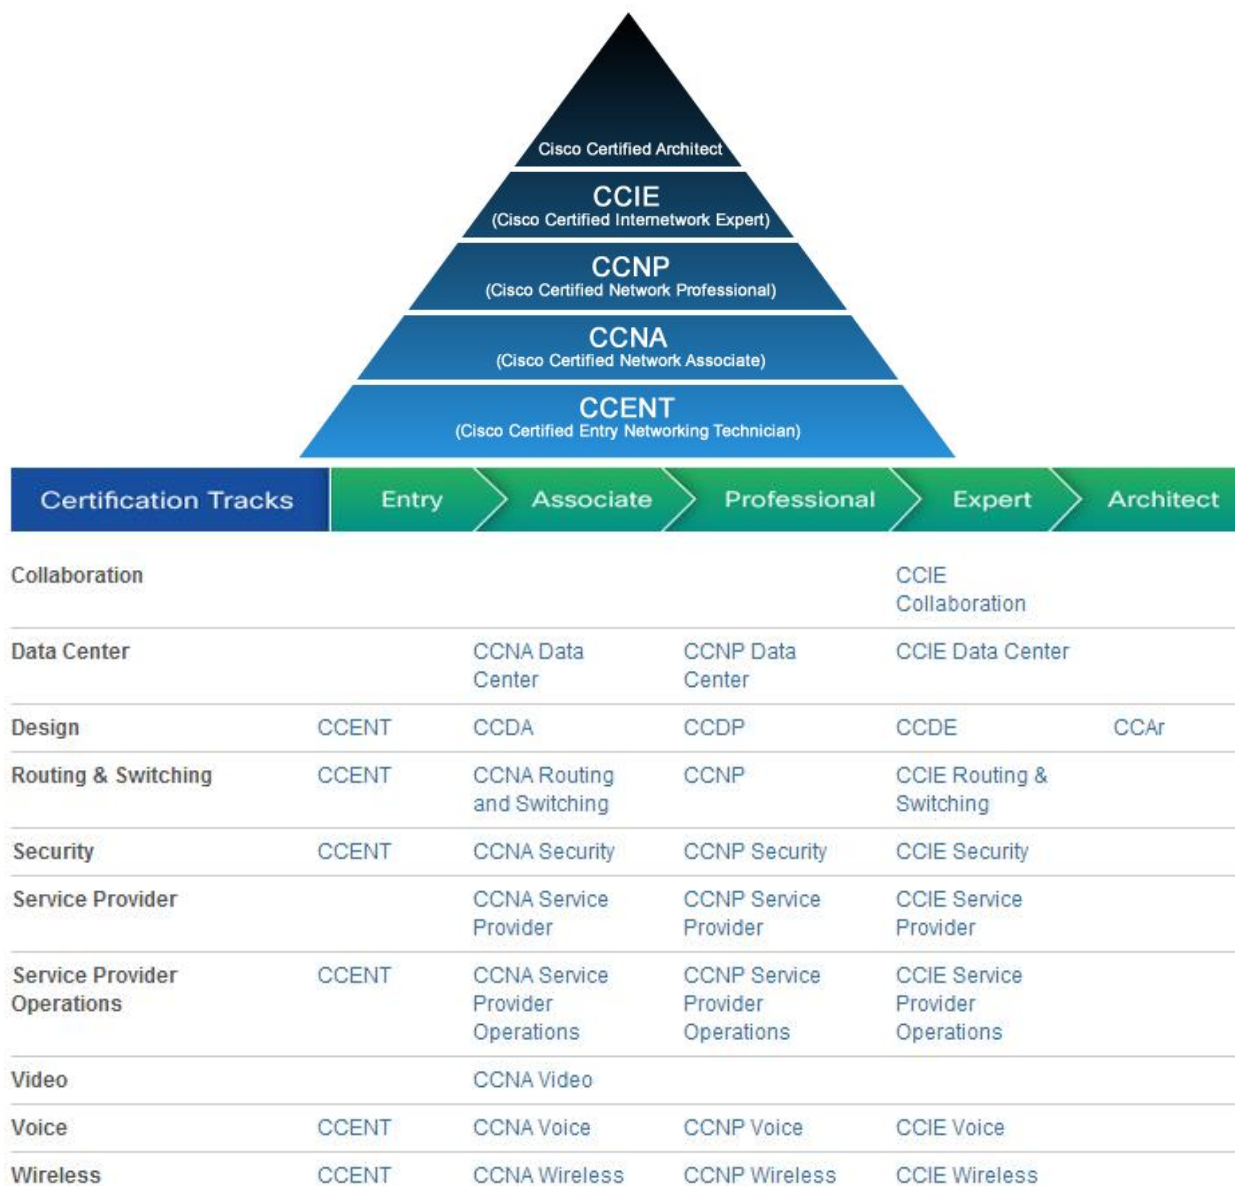 Cisco Certified Architect
CCIE
(Cisco Certified Internetwork Expert)
CCNP
(Cisco Certified Network Professional)
CCNA
(Cisco Certified Network Associate)
CCENT
(Cisco Certified Entry Networking Technician)
Certification Tracks Entry Associate Professional Expert Architect
Collaboration CCIE
Collaboration
Data Center CCNA Data CCNP Data CCIE Data Center
Center Center
Design CCENT CCDA CCDP CCDE CCAr
Routing & Switching CCENT CCNA Routing CCNP CCIE Routing &
and Switching Switching
Security CCENT CCNA Security CCNP Security CCIE Security
Service Provider CCNA Service CCNP Service CCIE Service
Provider Provider Provider
Service Provider CCENT CCNA Service CCNP Service CCIE Service
Operations Provider Provider Provider
Operations Operations Operations
Video CCNA Video
Voice CCENT CCNA Voice CCNP Voice CCIE Voice
Wireless CCENT CCNA Wireless CCNP Wireless CCIE Wireless